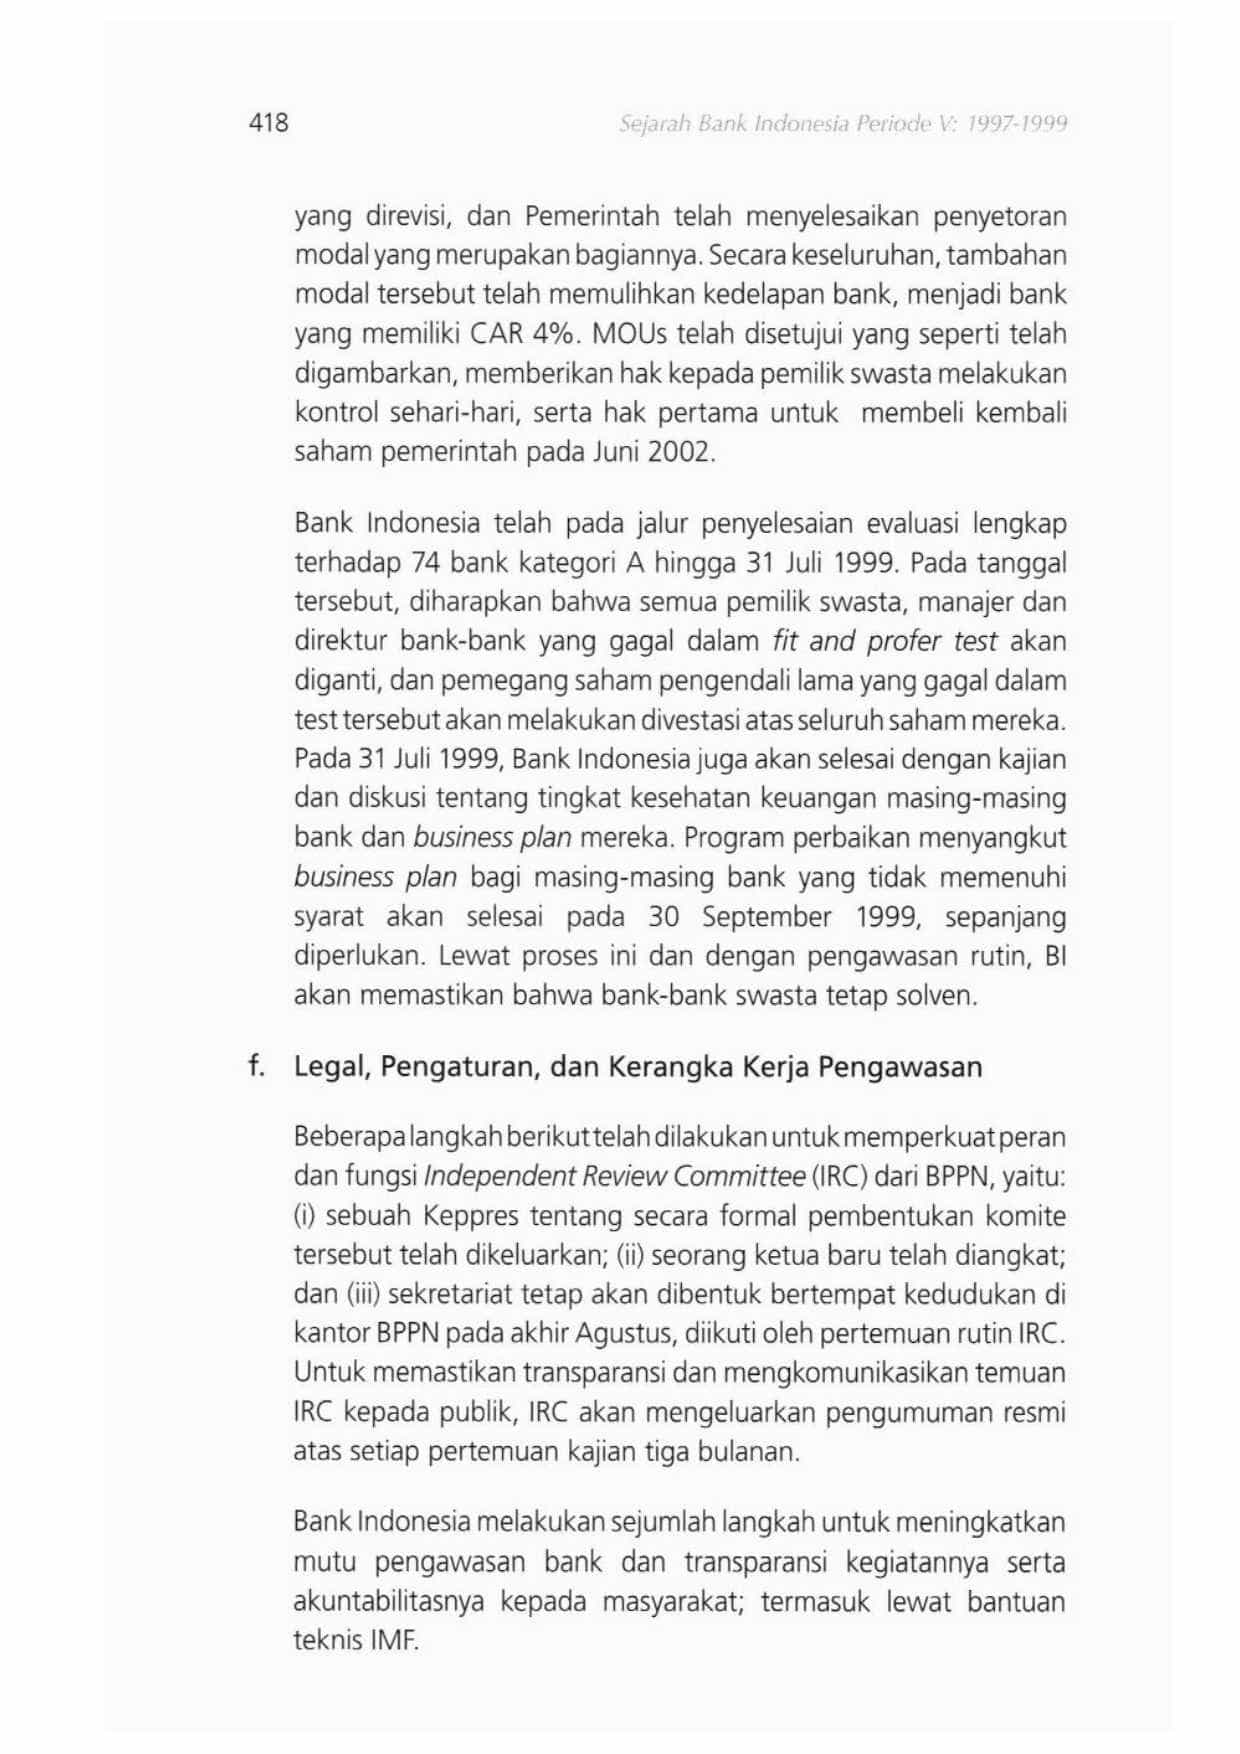 418 Sejarah Bank Indonesia Periode V: 1997-1999
yang direvisi, dan Pemerintah telah menyelesaikan penyetoran
modal yang merupakan bagiannya. Secara keseluruhan, tambahan
modal tersebut telah memulihkan kedelapan bank, menjadi bank
yang memiliki CAR 4%. MOUs telah disetujui yang seperti telah
digambarkan, memberikan hak kepada pemilik swasta melakukan
kontrol sehari-hari, serta hak pertama untuk membeli kembali
saham pemerintah pada Juni 2002.
Bank Indonesia telah pada jalur penyelesaian evaluasi lengkap
terhadap 74 bank kategori A hingga 31 Juli 1999. Pada tanggal
tersebut, diharapkan bahwa semua pemilik swasta, manajer dan
direktur bank-bank yang gagal dalam fit and profer test akan
diganti, dan pemegang saham pengendali lama yang gagal dalam
test tersebut akan melakukan divestasi atas seluruh saham mereka.
Pada 31 Juli 1999, Bank Indonesia juga akan selesai dengan kajian
dan diskusi tentang tingkat kesehatan keuangan masing-masing
bank dan business plan mereka. Program perbaikan menyangkut
business plan bagi masing-masing bank yang tidak memenuhi
syarat akan selesai pada 30 September 1999, sepanjang
diperlukan. Lewat proses ini dan dengan pengawasan rutin, BI
akan memastikan bahwa bank-bank swasta tetap solven.
f. Legal, Pengaturan, dan Kerangka Kerja Pengawasan
Beberapa langkah berikut telah dilakukan untuk memperkuat peran
dan fungsi Independent Review Committee (IRC) dari BPPN, yaitu:
(i) sebuah Keppres tentang secara formal pembentukan komite
tersebut telah dikeluarkan; (ii) seorang ketua baru telah diangkat;
dan (iii) sekretariat tetap akan dibentuk bertempat kedudukan di
kantor BPPN pada akhir Agustus, diikuti oleh pertemuan rutin IRC.
Untuk memastikan transparansi dan mengkomunikasikan temuan
IRC kepada publik, IRC akan mengeluarkan pengumuman resmi
atas setiap pertemuan kajian tiga bulanan.
Bank Indonesia melakukan sejumlah langkah untuk meningkatkan
mutu pengawasan bank dan transparansi kegiatannya serta
akuntabilitasnya kepada masyarakat; termasuk lewat bantuan
teknis IMF.